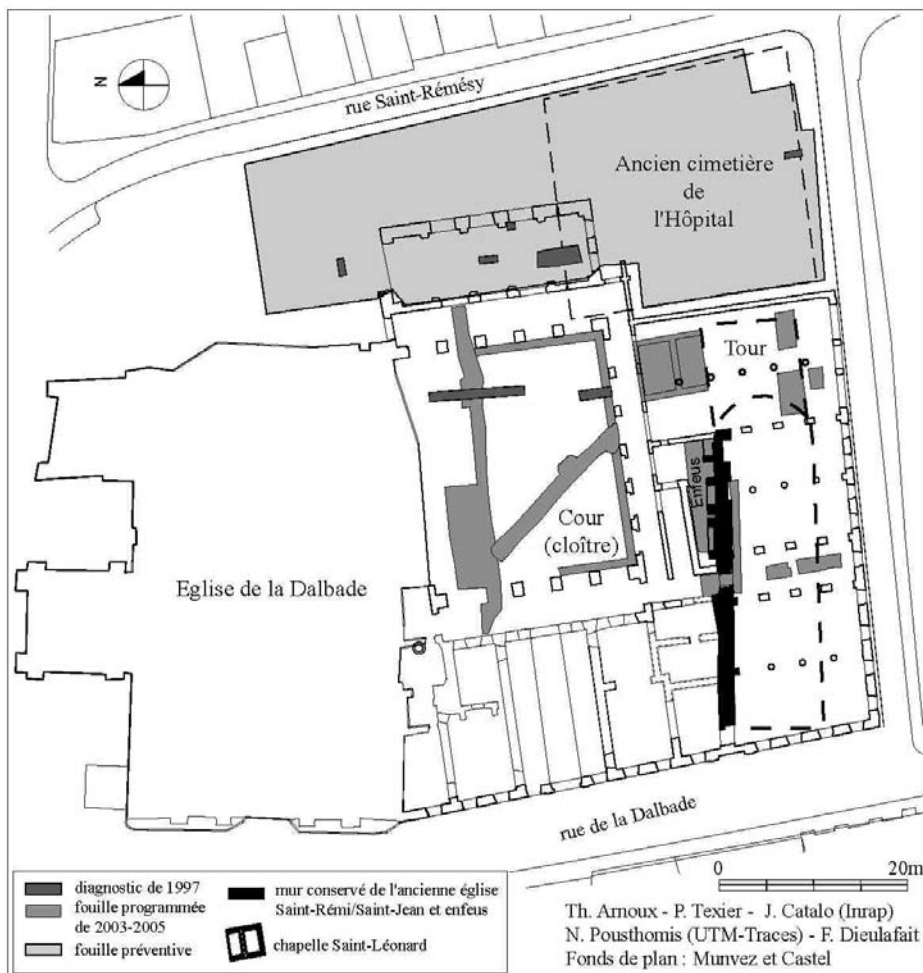 N
rue Saint-Rémésy
Ancien cimetière
de
l'Hôpital
Tour
Enfeus
Cour
(cloître)
Eglise de la Dalbade
rue de la Dalbade
0 20m
diagnostic de 1997
fouille programmée
de 2003-2005
fouille préventive
mur conservé de l'ancienne église
Saint-Rémi/Saint-Jean et enfeus
chapelle Saint-Léonard
Th. Arnoux - P. Texier - J. Catalo (Inrap)
N. Pousthomis (UTM-Traces) - F. Dieulafait
Fonds de plan : Munvez et Castel